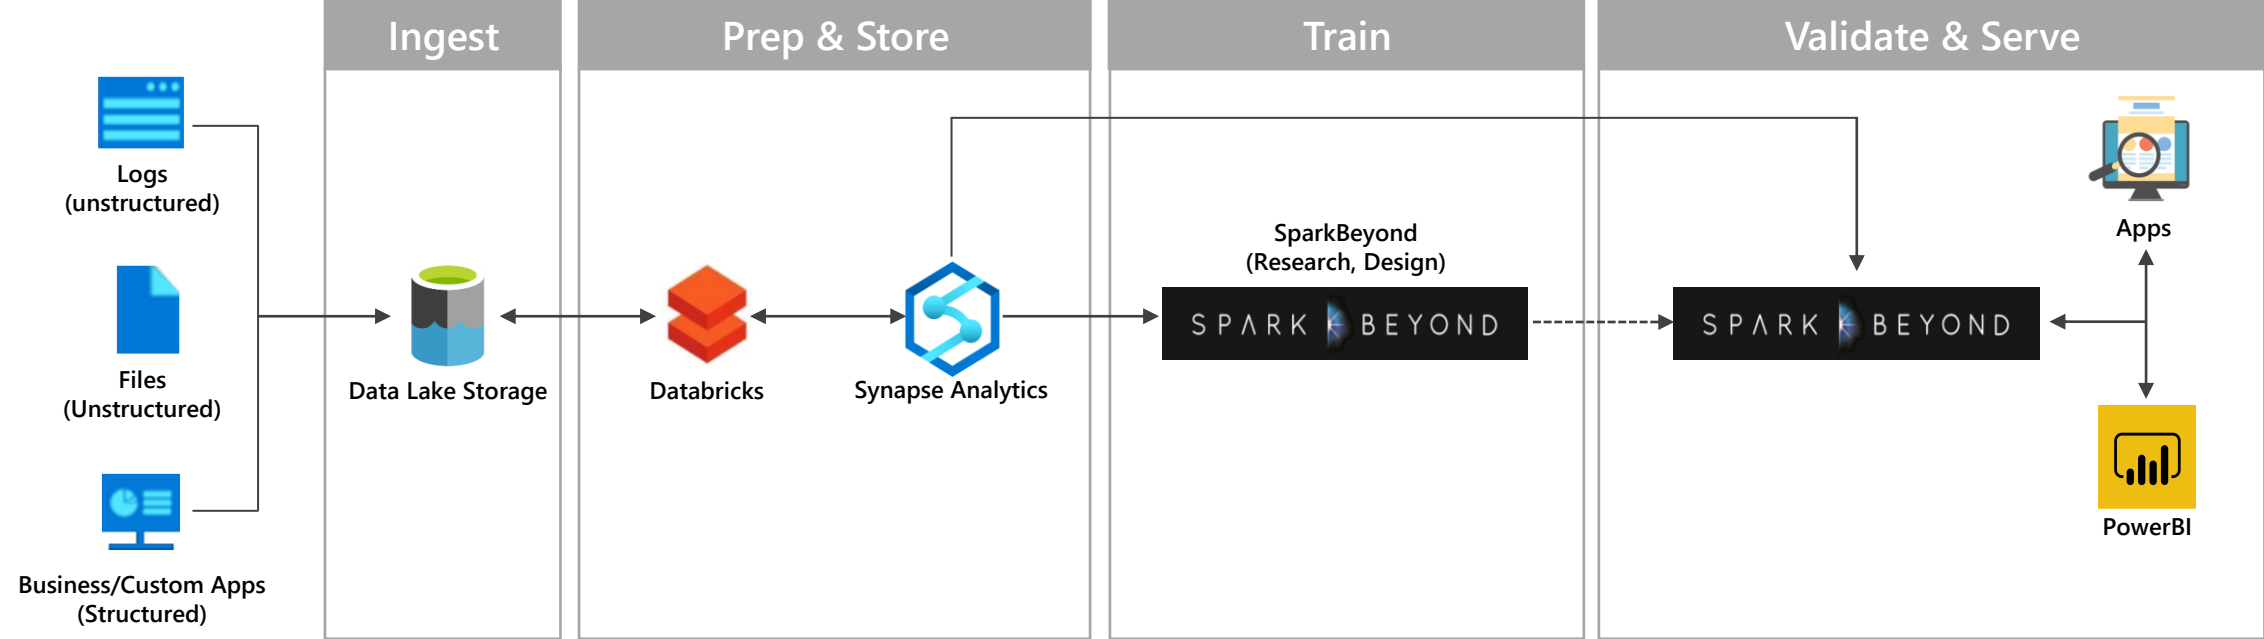 Ingest
Prep & Store
Train
Validate & Serve
Logs
(unstructured)
Files
(Unstructured)
Business/Custom Apps
(Structured)
Data Lake Storage
Databricks
Synapse Analytics
SparkBeyond
(Research, Design)
SPARK BEYOND
SPARK BEYOND
Apps
PowerBI